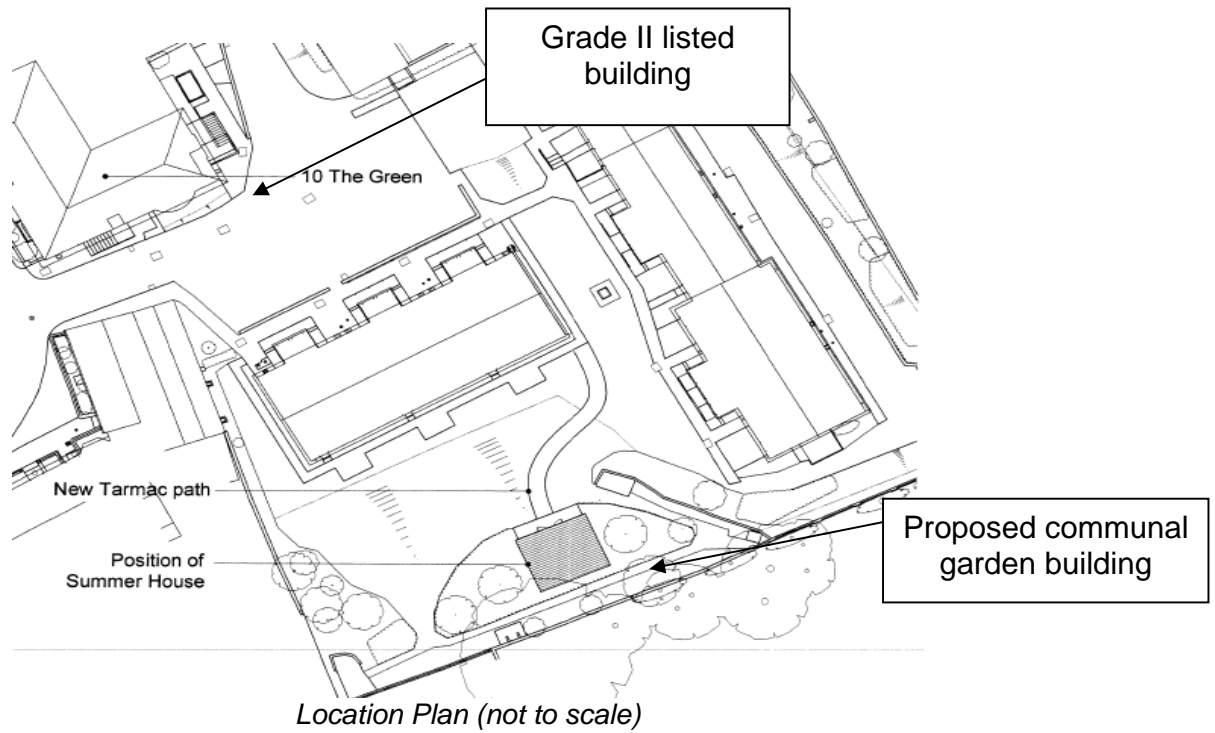 Grade II listed
building
10 The Green
New Tarmac path
Position of
Summer House
Proposed communal
garden building
Location Plan (not to scale)